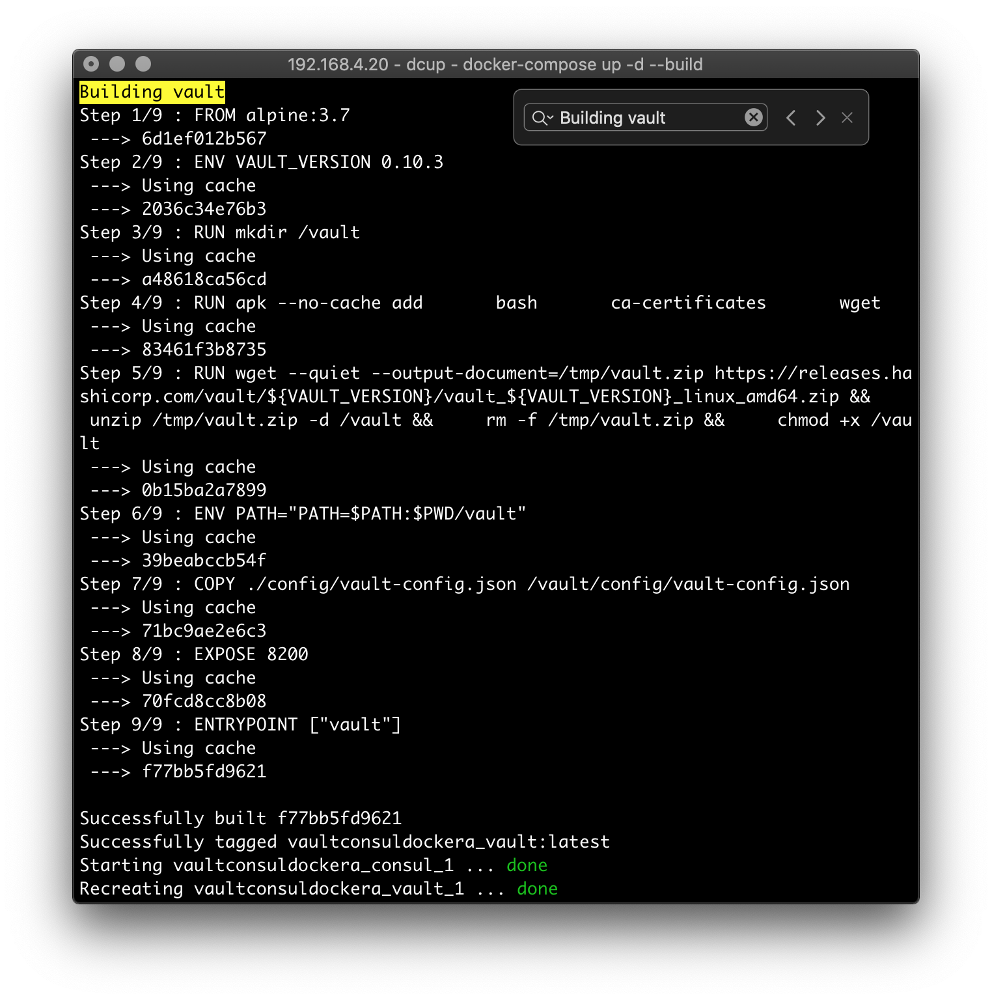 192.168.4.20 - dcup - docker-compose up -d --build
Building vault
Building vault
Step 1/9 : FROM alpine:3.7
 ---> 6d1ef012b567
Step 2/9 : ENV VAULT_VERSION 0.10.3
 ---> Using cache
 ---> 2036c34e76b3
Step 3/9 : RUN mkdir /vault
 ---> Using cache
 ---> a48618ca56cd
Step 4/9 : RUN apk --no-cache add       bash       ca-certificates       wget
 ---> Using cache
 ---> 83461f3b8735
Step 5/9 : RUN wget --quiet --output-document=/tmp/vault.zip https://releases.ha
shicorp.com/vault/${VAULT_VERSION}/vault_${VAULT_VERSION}_linux_amd64.zip &&
 unzip /tmp/vault.zip -d /vault &&     rm -f /tmp/vault.zip &&     chmod +x /vau
lt
 ---> Using cache
 ---> 0b15ba2a7899
Step 6/9 : ENV PATH="PATH=$PATH:$PWD/vault"
 ---> Using cache
 ---> 39beabccb54f
Step 7/9 : COPY ./config/vault-config.json /vault/config/vault-config.json
 ---> Using cache
 ---> 71bc9ae2e6c3
Step 8/9 : EXPOSE 8200
 ---> Using cache
 ---> 70fcd8cc8b08
Step 9/9 : ENTRYPOINT ["vault"]
 ---> Using cache
 ---> f77bb5fd9621
Successfully built f77bb5fd9621
Successfully tagged vaultconsuldockera_vault:latest
Starting vaultconsuldockera_consul_1 ... done
Recreating vaultconsuldockera_vault_1 ... done